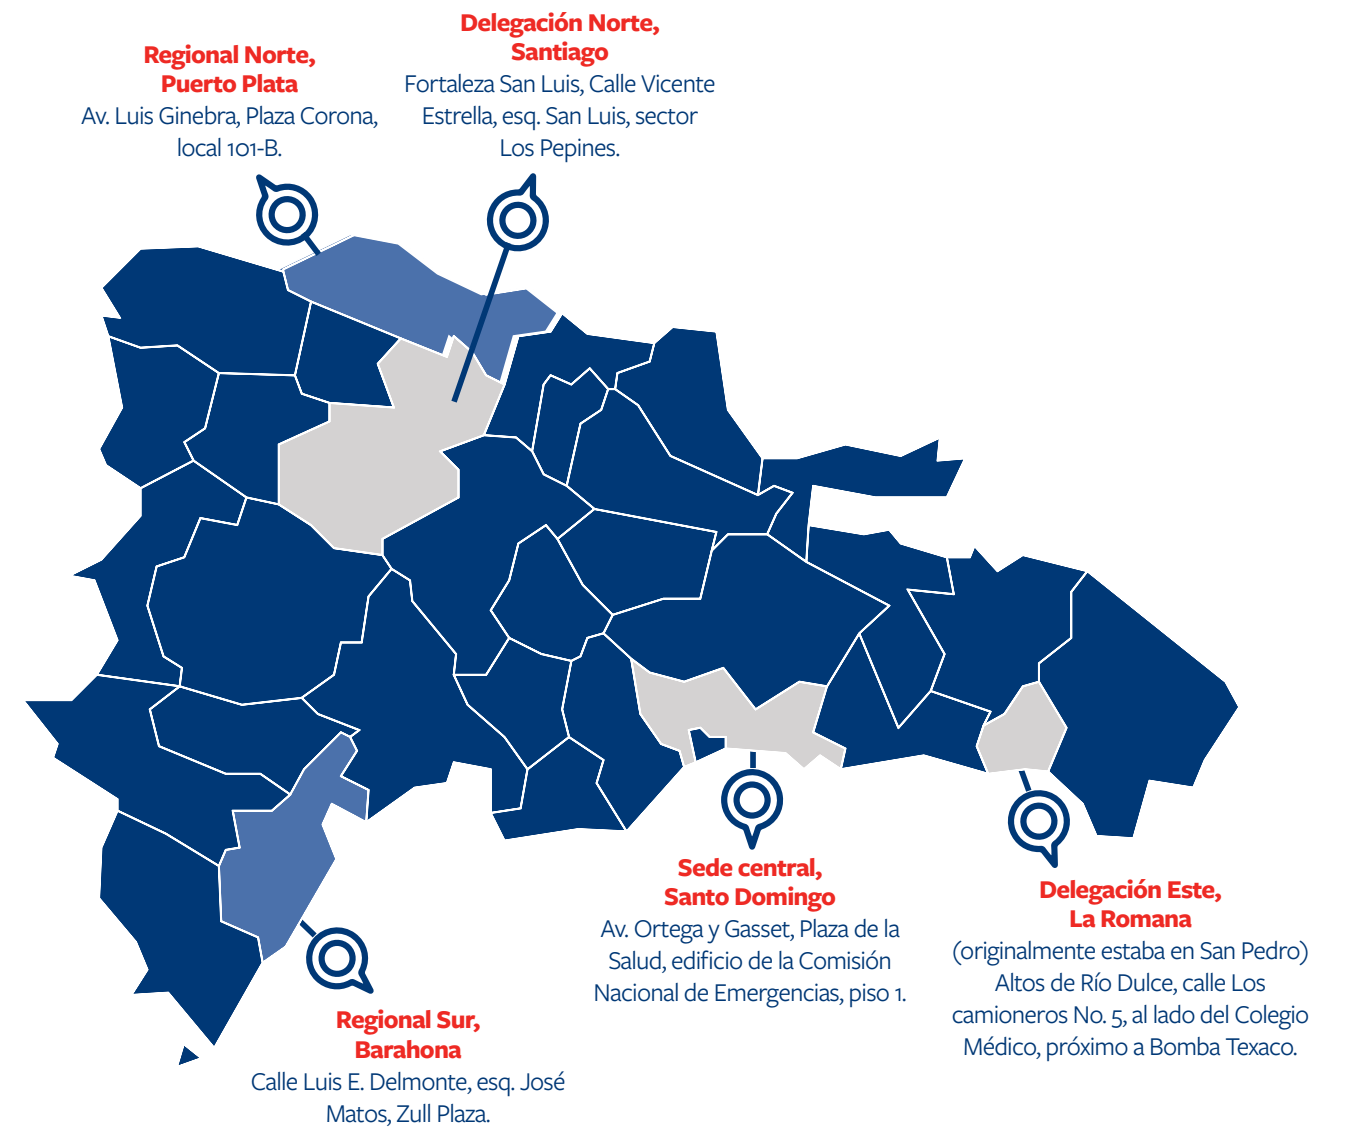 Delegación Norte,
Santiago
Fortaleza San Luis, Calle Vicente
Estrella, esq. San Luis, sector
Los Pepines.
Regional Norte,
Puerto Plata
Av. Luis Ginebra, Plaza Corona,
local 101-B.
Sede central,
Santo Domingo
Av. Ortega y Gasset, Plaza de la
Salud, edificio de la Comisión
Nacional de Emergencias, piso 1.
Delegación Este,
La Romana
(originalmente estaba en San Pedro)
Altos de Río Dulce, calle Los
camioneros No. 5, al lado del Colegio
Médico, próximo a Bomba Texaco.
Regional Sur,
Barahona
Calle Luis E. Delmonte, esq. José
Matos, Zull Plaza.